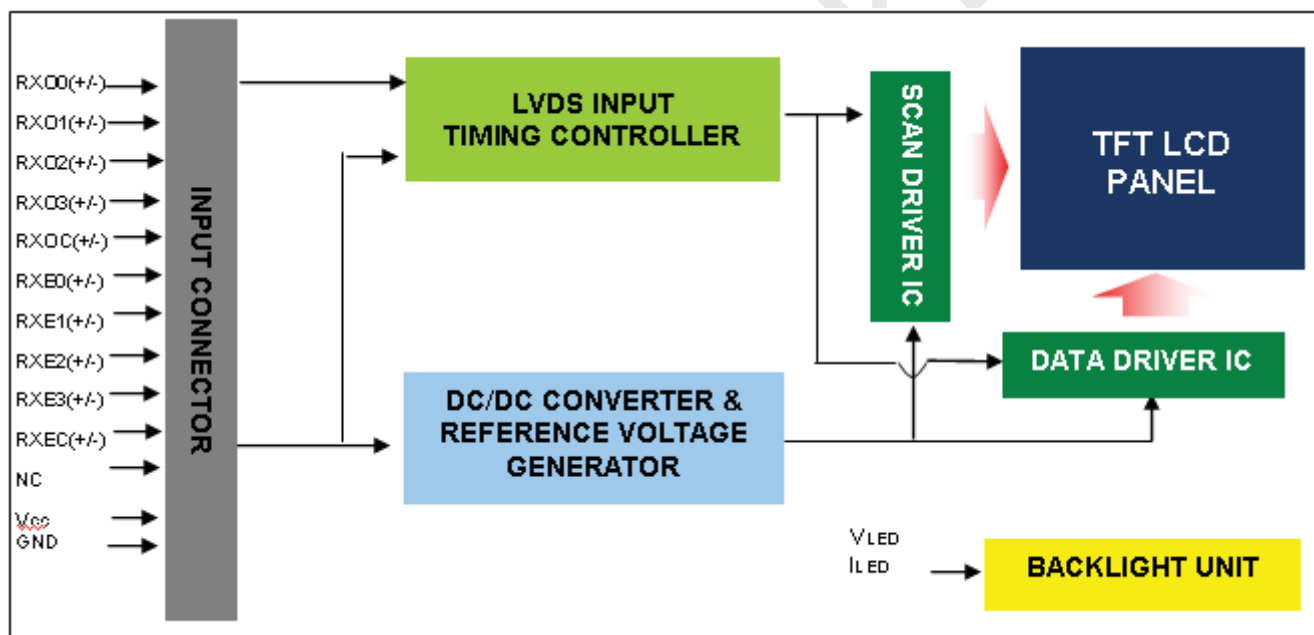 RXO0(+/-)
RXO1(+/-)
RXO2(+/-)
RXO3(+/-)
RXOC(+/-)
RXE0(+/-)
RXE1(+/-)
RXE2(+/-)
RXE3(+/-)
RXEC(+/-)
NC
Vcc
GND
INPUT CONNECTOR
LVDS INPUT
TIMING CONTROLLER
DC/DC CONVERTER &
REFERENCE VOLTAGE
GENERATOR
SCAN DRIVER IC
TFT LCD
PANEL
DATA DRIVER IC
VLED
ILED
BACKLIGHT UNIT